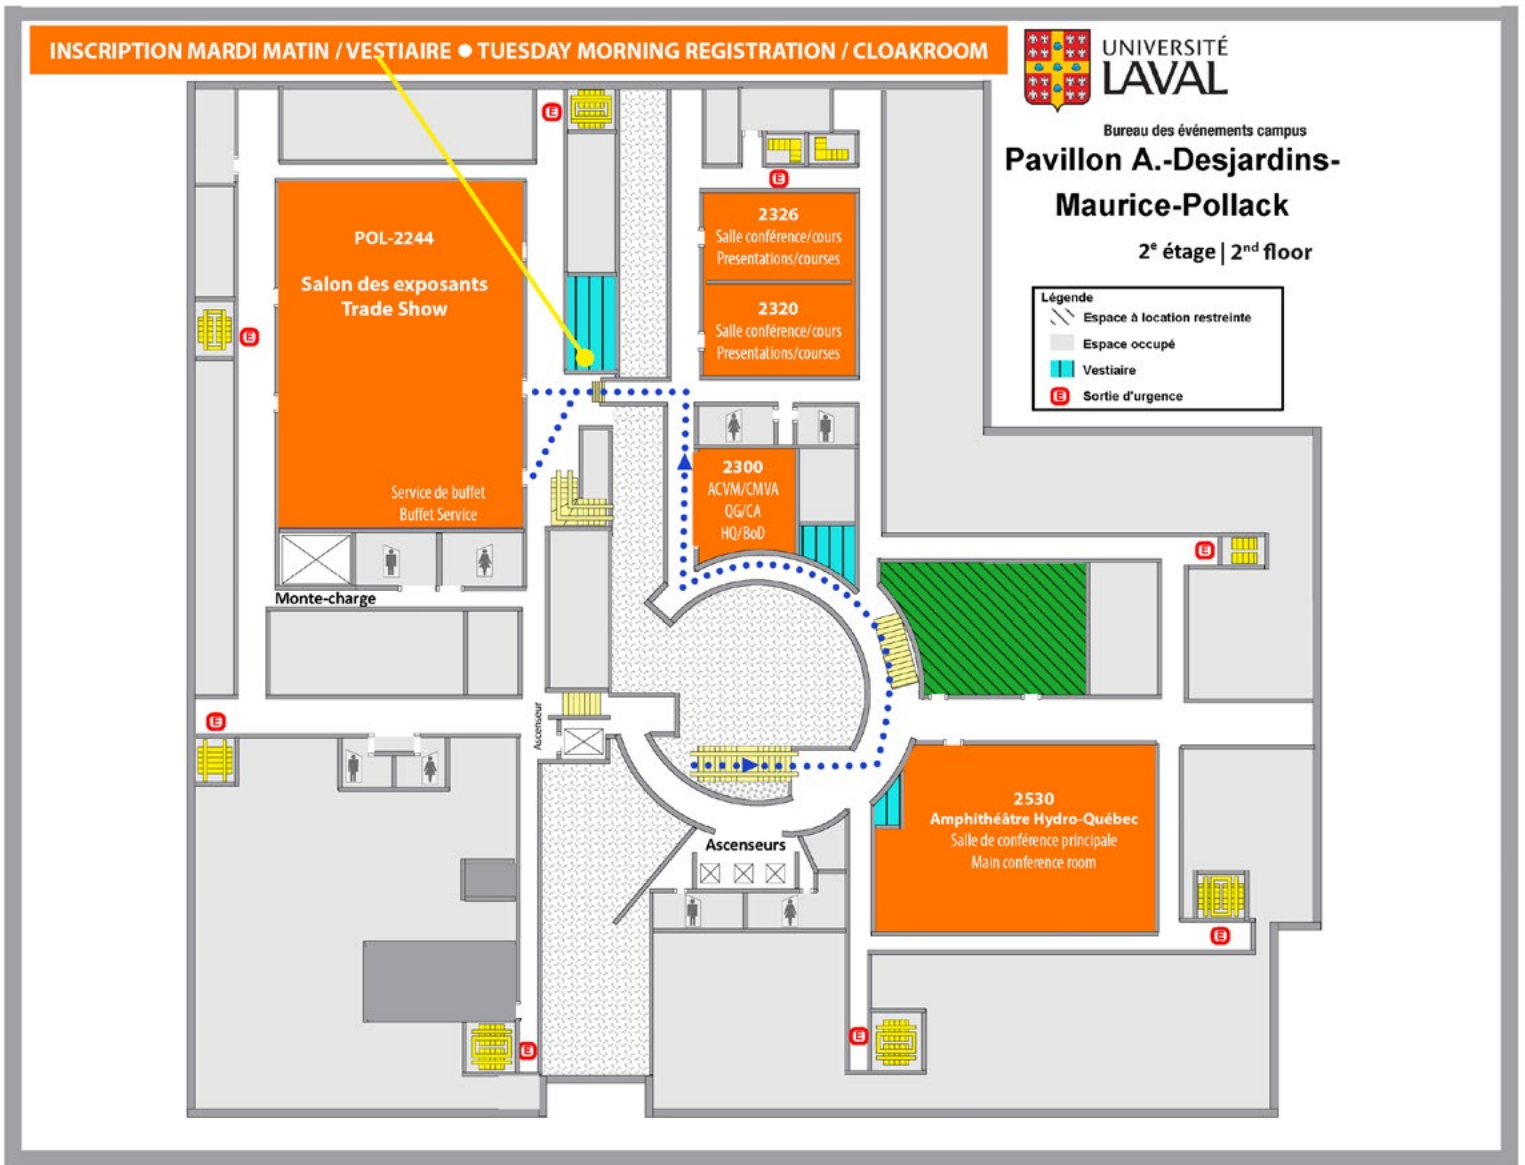 INSCRIPTION MARDI MATIN / VESTIAIRE ● TUESDAY MORNING REGISTRATION / CLOAKROOM
UNIVERSITÉ
LAVAL
Bureau des événements campus
Pavillon A.-Desjardins-
Maurice-Pollack
2e étage | 2nd floor
Légende
Espace à location restreinte
Espace occupé
Vestiaire
E Sortie d'urgence
E
E
E
POL-2244
Salon des exposants
Trade Show
Service de buffet
Buffet Service
2326
Salle conférence/cours
Presentations/courses
2320
Salle conférence/cours
Presentations/courses
2300
ACVM/CMVA
QG/CA
HQ/BoD
E
Monte-charge
E
Ascenseur
Ascenseurs
2530
Amphithéâtre Hydro-Québec
Salle de conférence principale
Main conference room
E
E
E